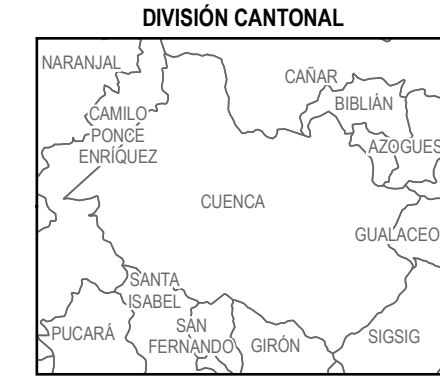 DIVISIÓN CANTONAL
NARANJAL
CAÑAR
BIBLIÁN
CAMILO
PONCE
ENRÍQUEZ
AZOGUES
CUENCA
GUALACEO
SANTA
ISABEL
PUCARÁ
SAN
FERNANDO
GIRÓN
SIGSIG